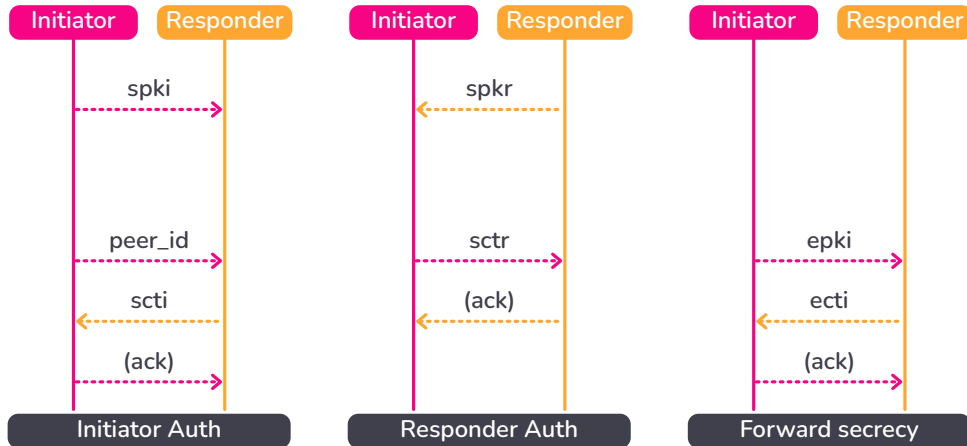 Initiator
Responder
spki
peer_id
scti
(ack)
Initiator Auth
Initiator
Responder
spkr
sctr
(ack)
Responder Auth
Initiator
Responder
epki
ecti
(ack)
Forward secrecy